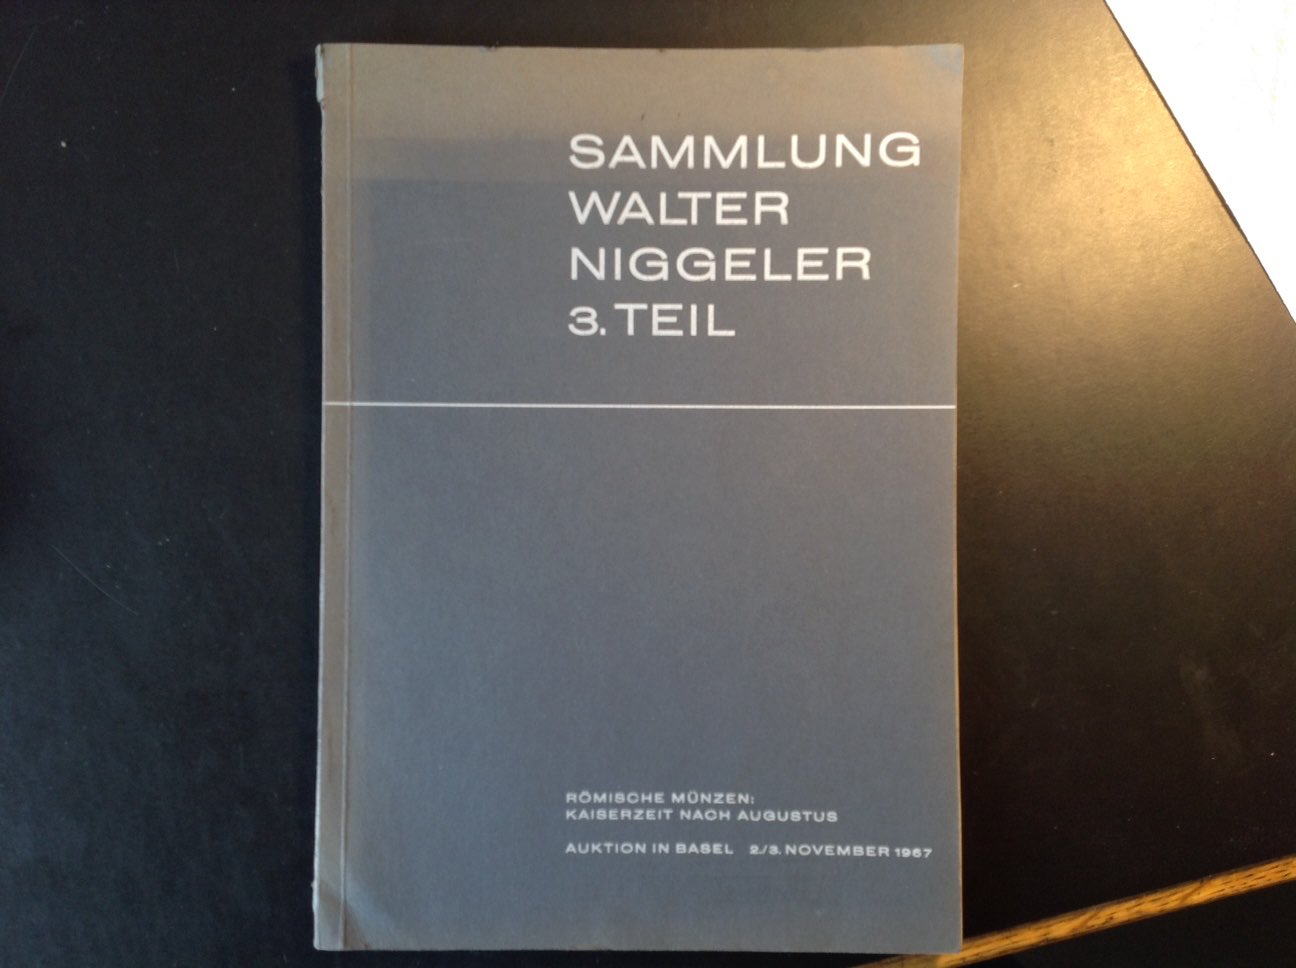 SAMMLUNG
WALTER
NIGGELER
3. TEIL
RÖMISCHE MÜNZEN:
KAISERZEIT NACH AUGUSTUS
AUKTION IN BASEL 2./3. NOVEMBER 1967